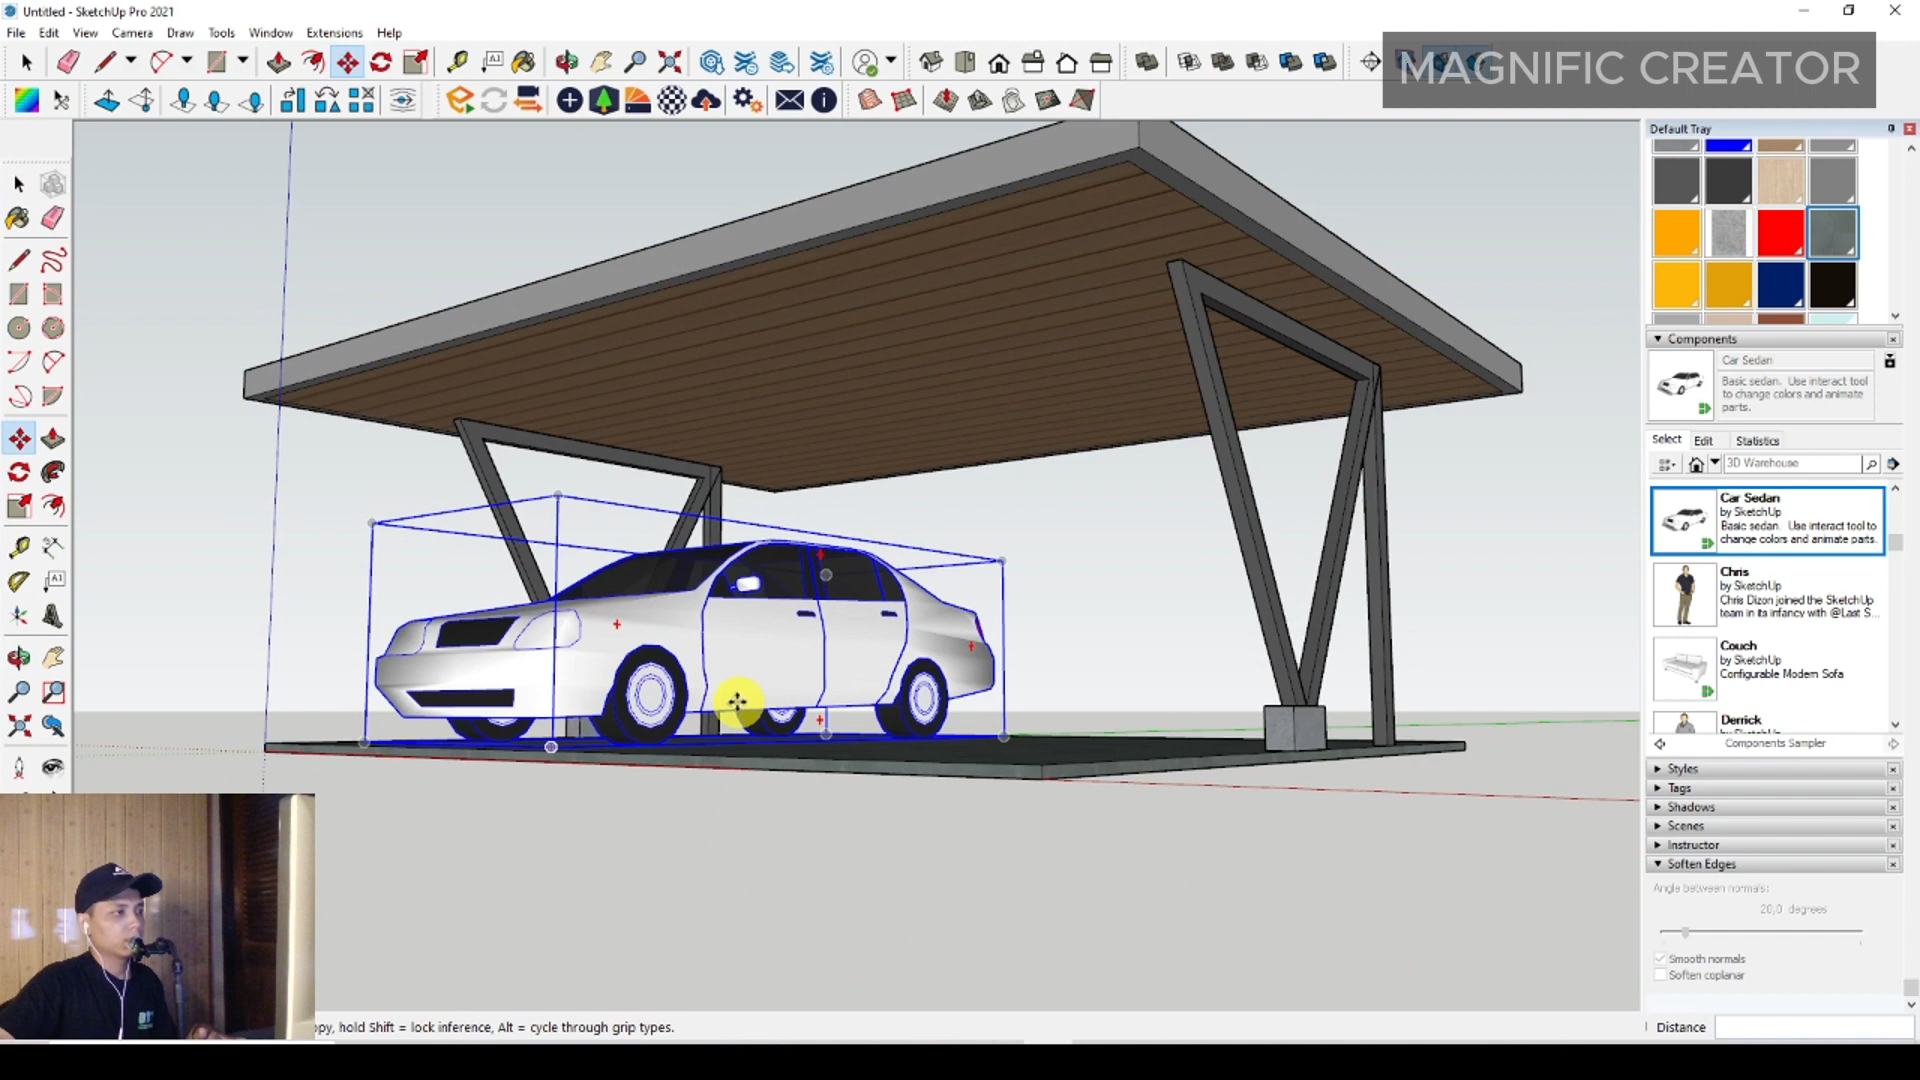 Untitled - SketchUp Pro 2021
File Edit View Camera Draw Tools Window Extensions Help
MAGNIFIC CREATOR
Default Tray
Components
Car Sedan
Basic sedan. Use interact tool
to change colors and animate
parts.
Select Edit Statistics
3D Warehouse
Car Sedan
by SketchUp
Basic sedan. Use interact tool to
change colors and animate parts.
Chris
by SketchUp
Chris Dizon joined the SketchUp
team in its infancy with @Last S...
Couch
by SketchUp
Configurable Modern Sofa
Derrick
Components Sampler
Styles
Tags
Shadows
Scenes
Instructor
Soften Edges
Angle between normals:
20,0 degrees
Smooth normals
Soften coplanar
opy, hold Shift = lock inference, Alt = cycle through grip types.
Distance